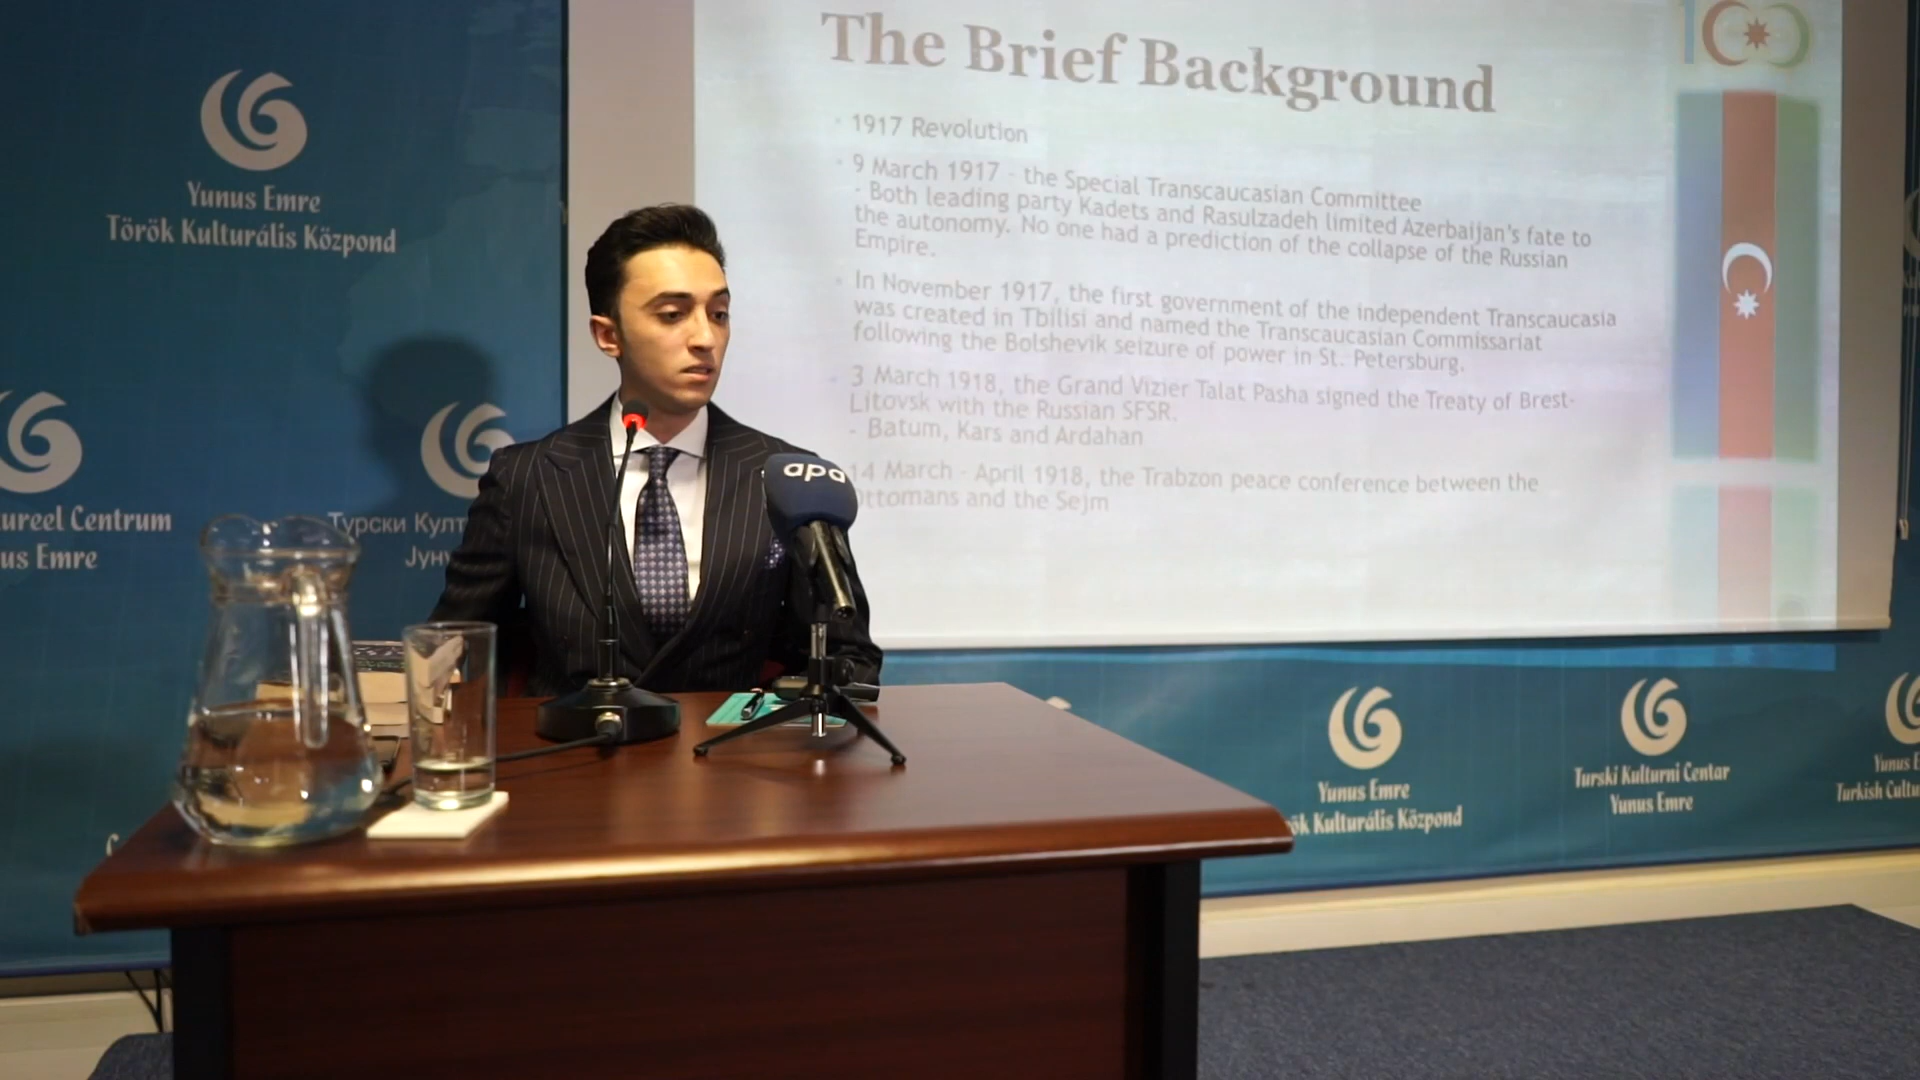 Yunus Emre
Török Kulturális Közpond
ureel Centrum
us Emre
Турски Култ
Јуну
The Brief Background
1917 Revolution
9 March 1917 - the Special Transcaucasian Committee
- Both leading party Kadets and Rasulzadeh limited Azerbaijan's fate to
the autonomy. No one had a prediction of the collapse of the Russian
Empire.
In November 1917, the first government of the independent Transcaucasia
was created in Tbilisi and named the Transcaucasian Commissariat
following the Bolshevik seizure of power in St. Petersburg.
3 March 1918, the Grand Vizier Talat Pasha signed the Treaty of Brest-
Litovsk with the Russian SFSR.
- Batum, Kars and Ardahan
14 March - April 1918, the Trabzon peace conference between the
ttomans and the Sejm
100
apa
Yunus Emre
ök Kulturális Közpond
Turski Kulturni Centar
Yunus Emre
Yunus E
Turkish Cultu